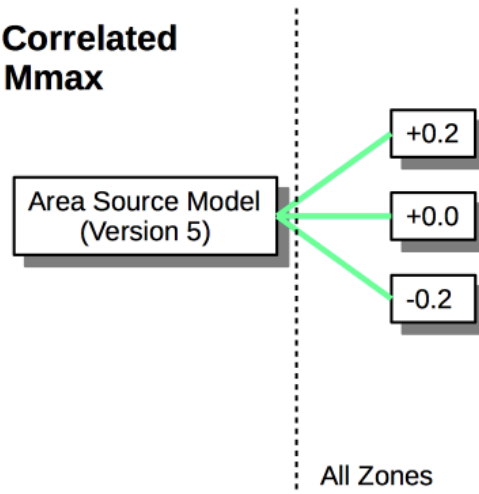 Correlated
Mmax
+0.2
Area Source Model
(Version 5)
+0.0
-0.2
All Zones